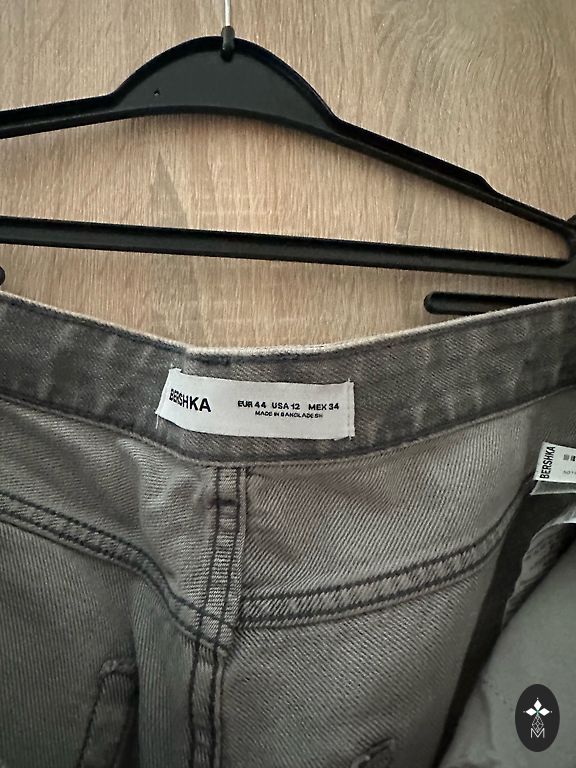 BERSHKA
EUR 44 USA 12 MEX 34
MADE IN BANGLADESH
BERSHKA